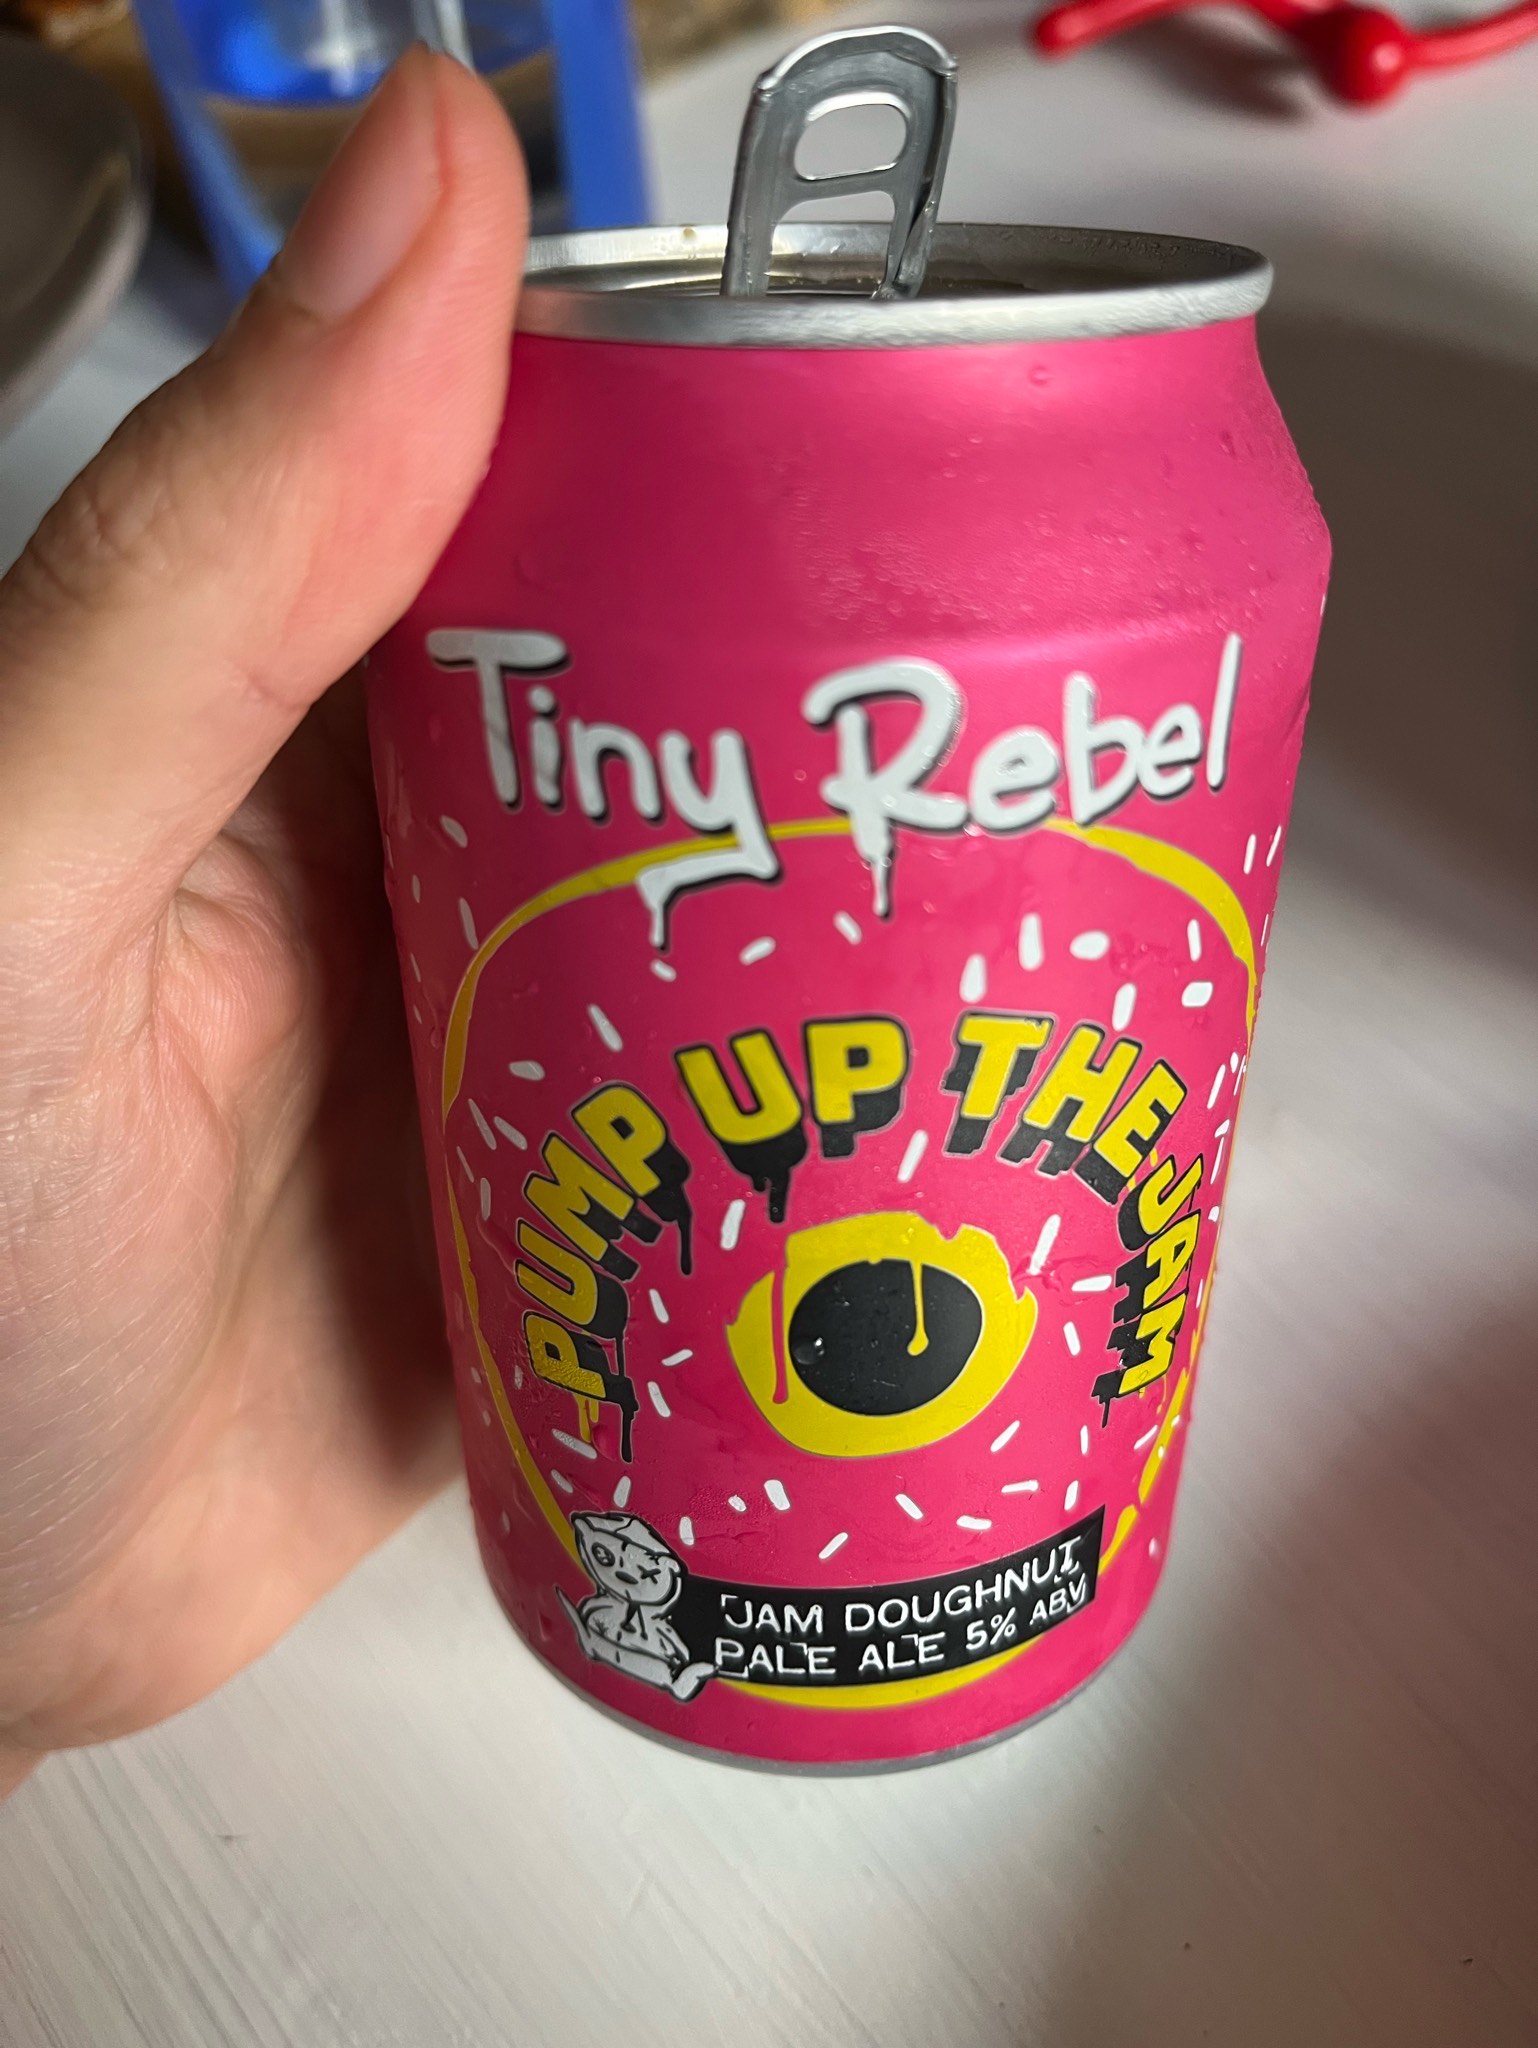 Tiny Rebel
PUMP UP THE JAM
JAM DOUGHNUT
PALE ALE 5% ABV